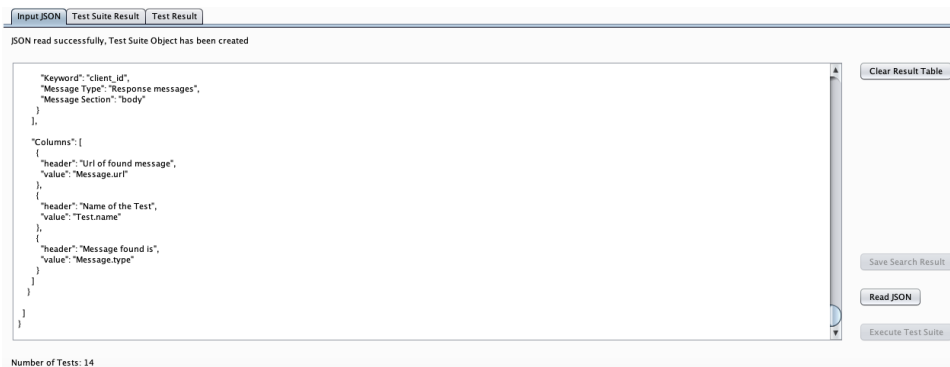 Input JSON
Test Suite Result
Test Result
JSON read successfully, Test Suite Object has been created
"Keyword": "client_id",
"Message Type": "Response messages",
"Message Section": "body"
}
],
"Columns": [
{
"header": "Url of found message",
"value": "Message.url"
},
{
"header": "Name of the Test",
"value": "Test.name"
},
{
"header": "Message found is",
"value": "Message.type"
}
]
}
]
}
Clear Result Table
Save Search Result
Read JSON
Execute Test Suite
Number of Tests: 14